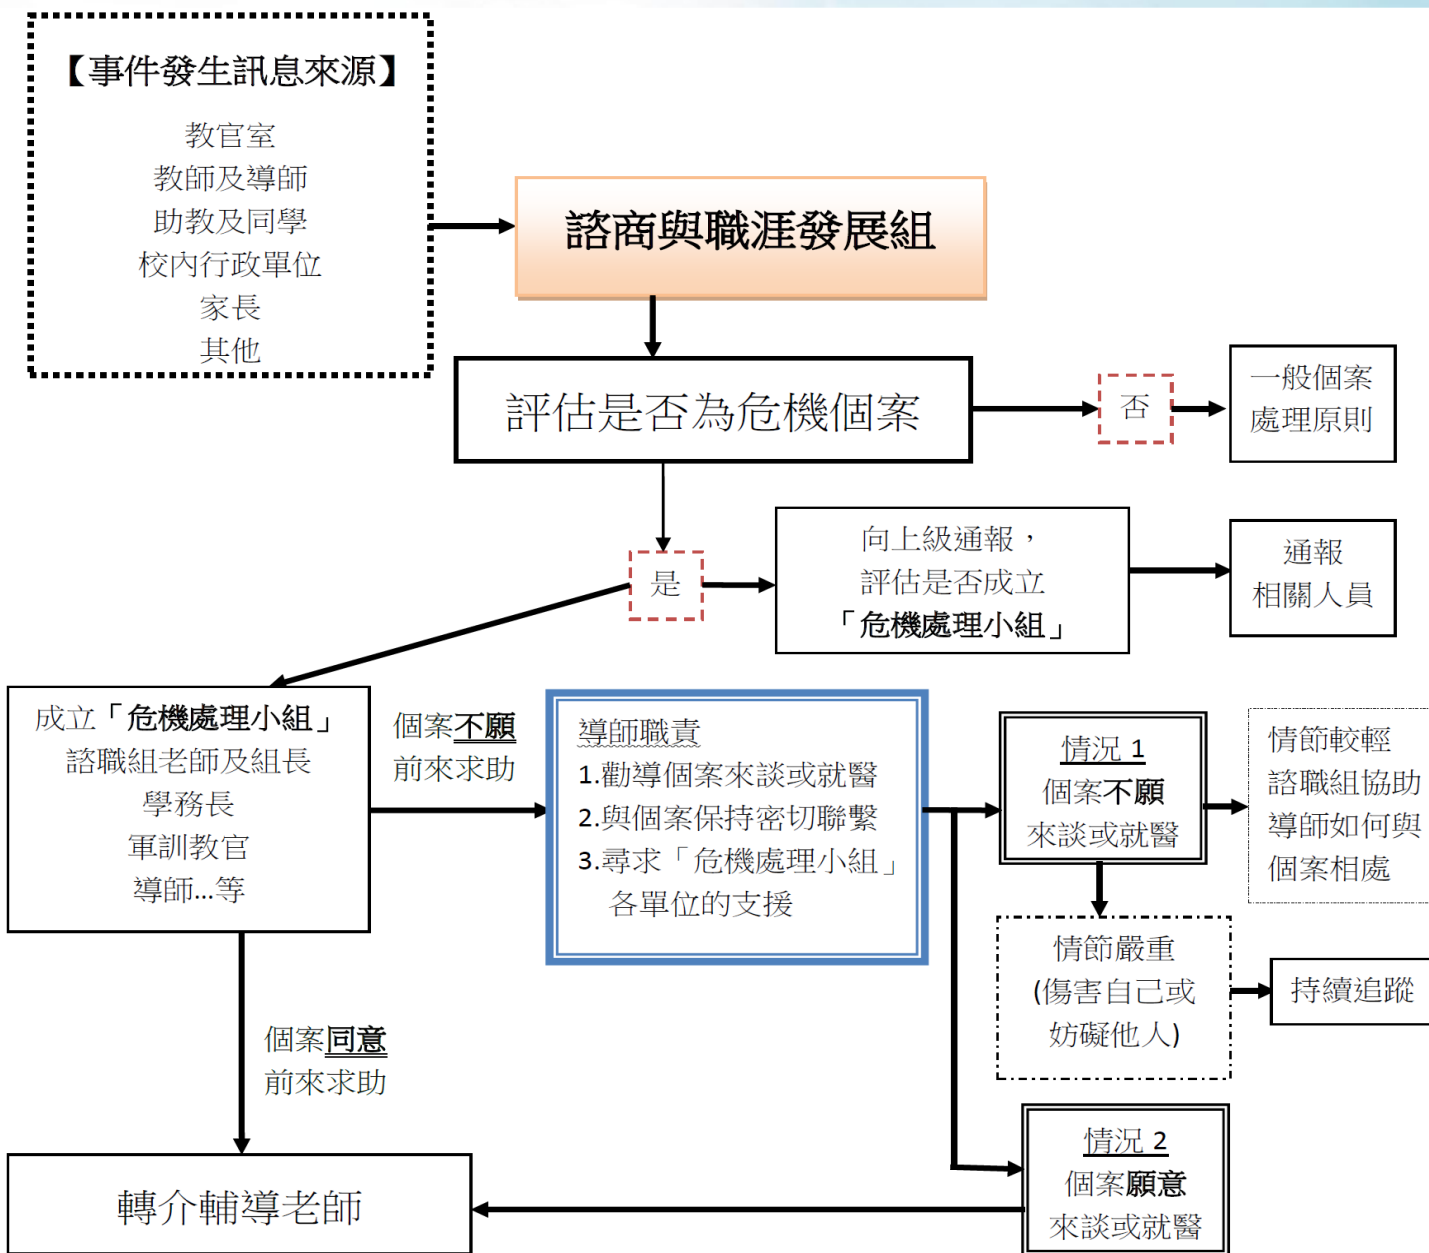 【事件發生訊息來源】
教官室
教師及導師
助教及同學
校內行政單位
家長
其他
諮商與職涯發展組
評估是否為危機個案
否
一般個案
處理原則
是
向上級通報，
評估是否成立
「危機處理小組」
通報
相關人員
成立「危機處理小組」
諮職組老師及組長
學務長
軍訓教官
導師...等
個案不願
前來求助
導師職責
1.勸導個案來談或就醫
2.與個案保持密切聯繫
3.尋求「危機處理小組」
各單位的支援
情況 1
個案不願
來談或就醫
情節較輕
諮職組協助
導師如何與
個案相處
情節嚴重
(傷害自己或
妨礙他人)
持續追蹤
個案同意
前來求助
情況 2
個案願意
來談或就醫
轉介輔導老師